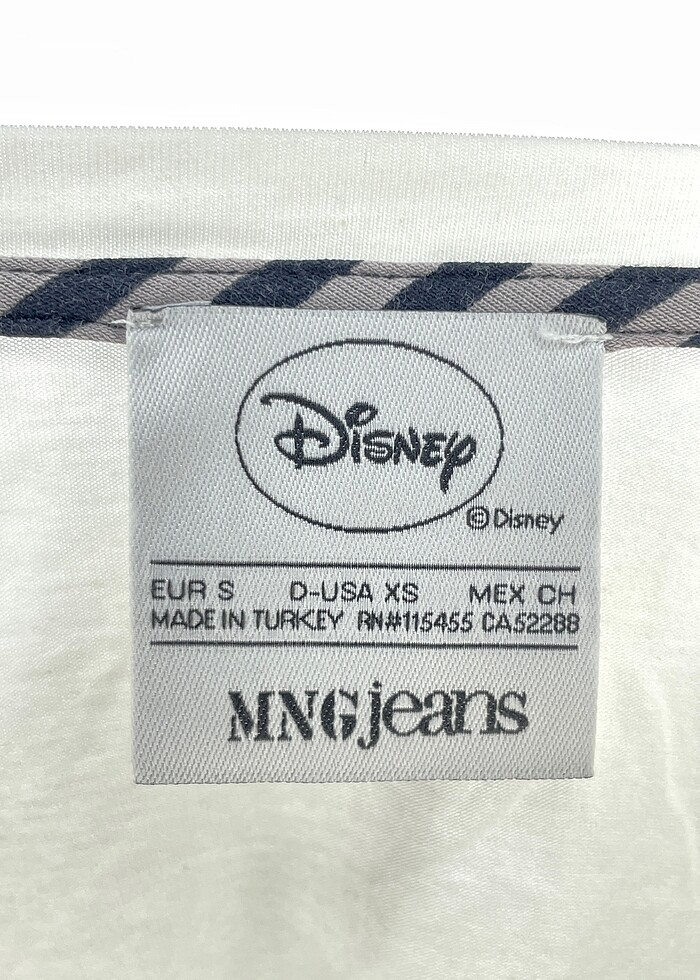 Disney
©Disney
EUR S D-USA XS MEX CH
MADE IN TURKEY RN#115455 CA52288
MNGjeans